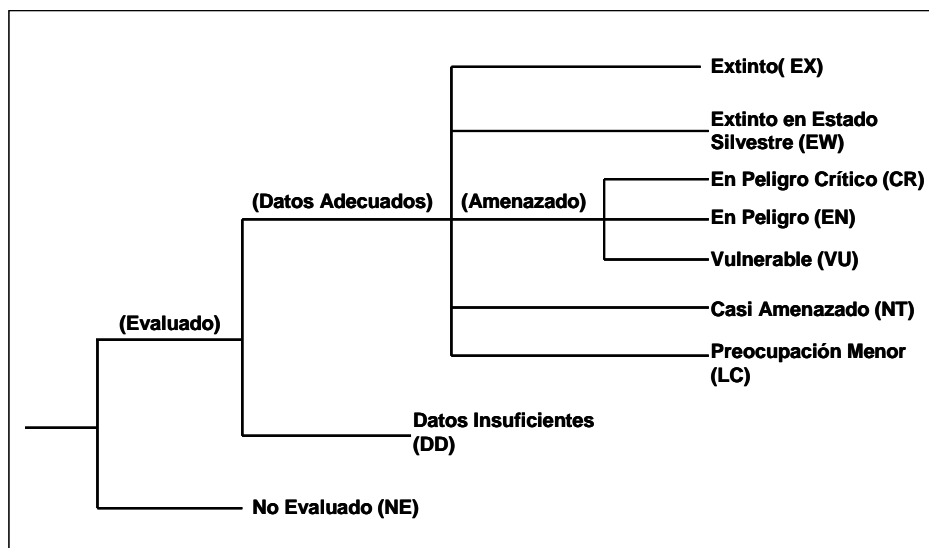 Extinto( EX)
Extinto en Estado
Silvestre (EW)
En Peligro Crítico (CR)
(Datos Adecuados)
(Amenazado)
En Peligro (EN)
Vulnerable (VU)
Casi Amenazado (NT)
(Evaluado)
Preocupación Menor
(LC)
Datos Insuficientes
(DD)
No Evaluado (NE)